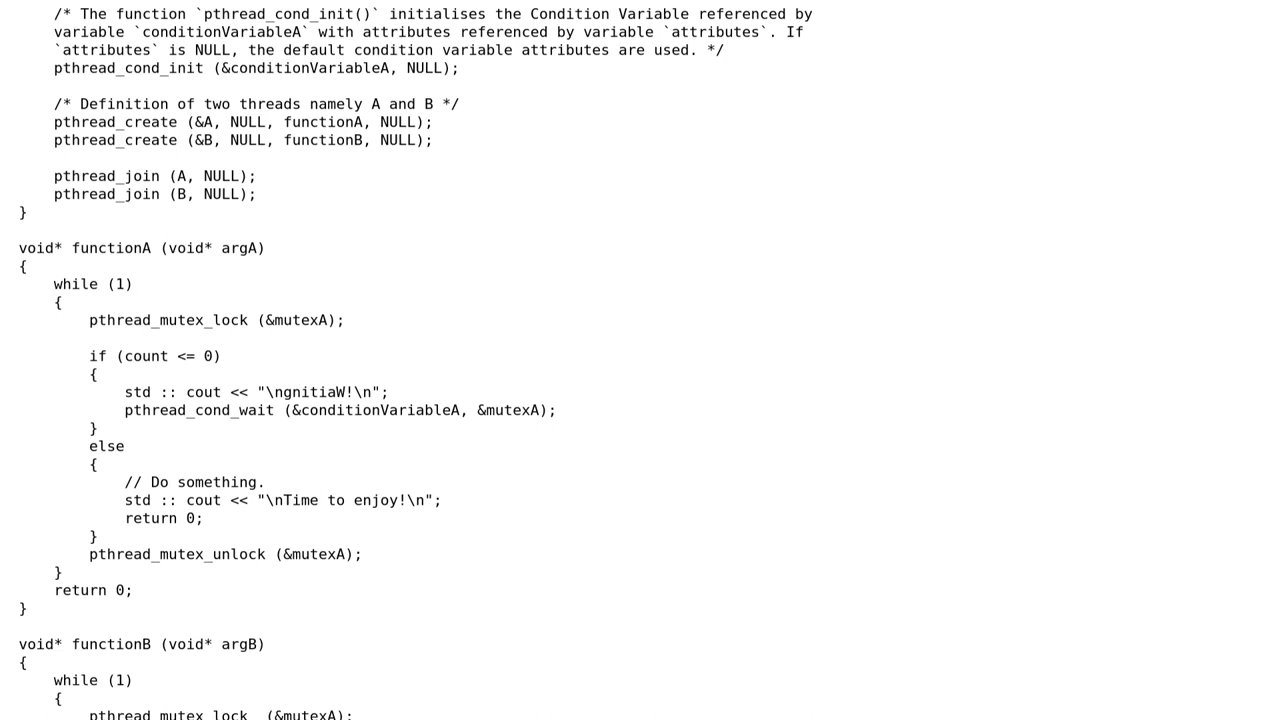 /* The function `pthread_cond_init()` initialises the Condition Variable referenced by
variable `conditionVariableA` with attributes referenced by variable `attributes`. If
`attributes` is NULL, the default condition variable attributes are used. */
pthread_cond_init (&conditionVariableA, NULL);
/* Definition of two threads namely A and B */
pthread_create (&A, NULL, functionA, NULL);
pthread_create (&B, NULL, functionB, NULL);
pthread_join (A, NULL);
pthread_join (B, NULL);
}
void* functionA (void* argA)
{
while (1)
{
pthread_mutex_lock (&mutexA);
if (count <= 0)
{
std :: cout << "\ngnitiaW!\n";
pthread_cond_wait (&conditionVariableA, &mutexA);
}
else
{
// Do something.
std :: cout << "\nTime to enjoy!\n";
return 0;
}
pthread_mutex_unlock (&mutexA);
}
return 0;
}
void* functionB (void* argB)
{
while (1)
{
pthread_mutex_lock  (&mutexA);